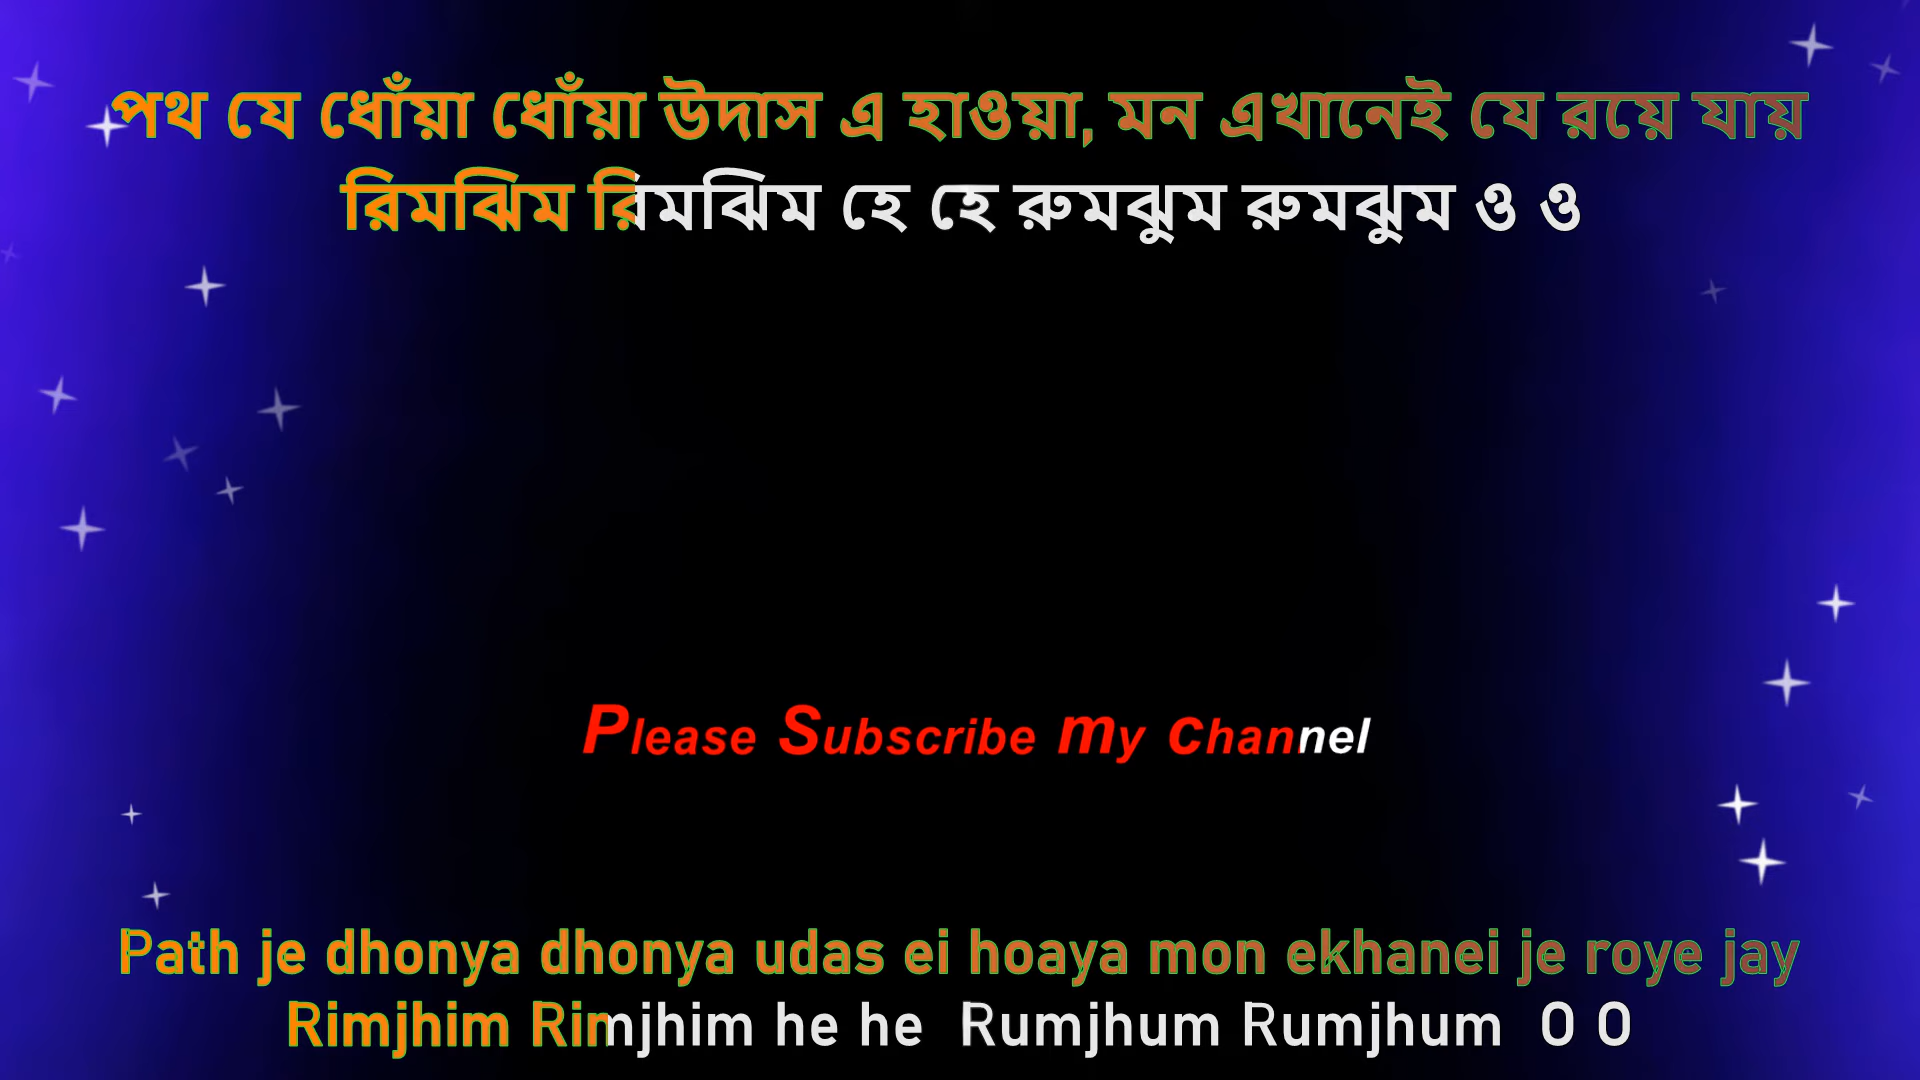 পথ যে ধোঁয়া ধোঁয়া উদাস এ হাওয়া, মন এখানেই যে রয়ে যায়
রিমঝিম রিমঝিম হে হে রুমঝুম রুমঝুম ও ও
Please Subscribe my channel
Path je dhonya dhonya udas ei hoaya mon ekhanei je roye jay
Rimjhim Rimjhim he he Rumjhum Rumjhum O O